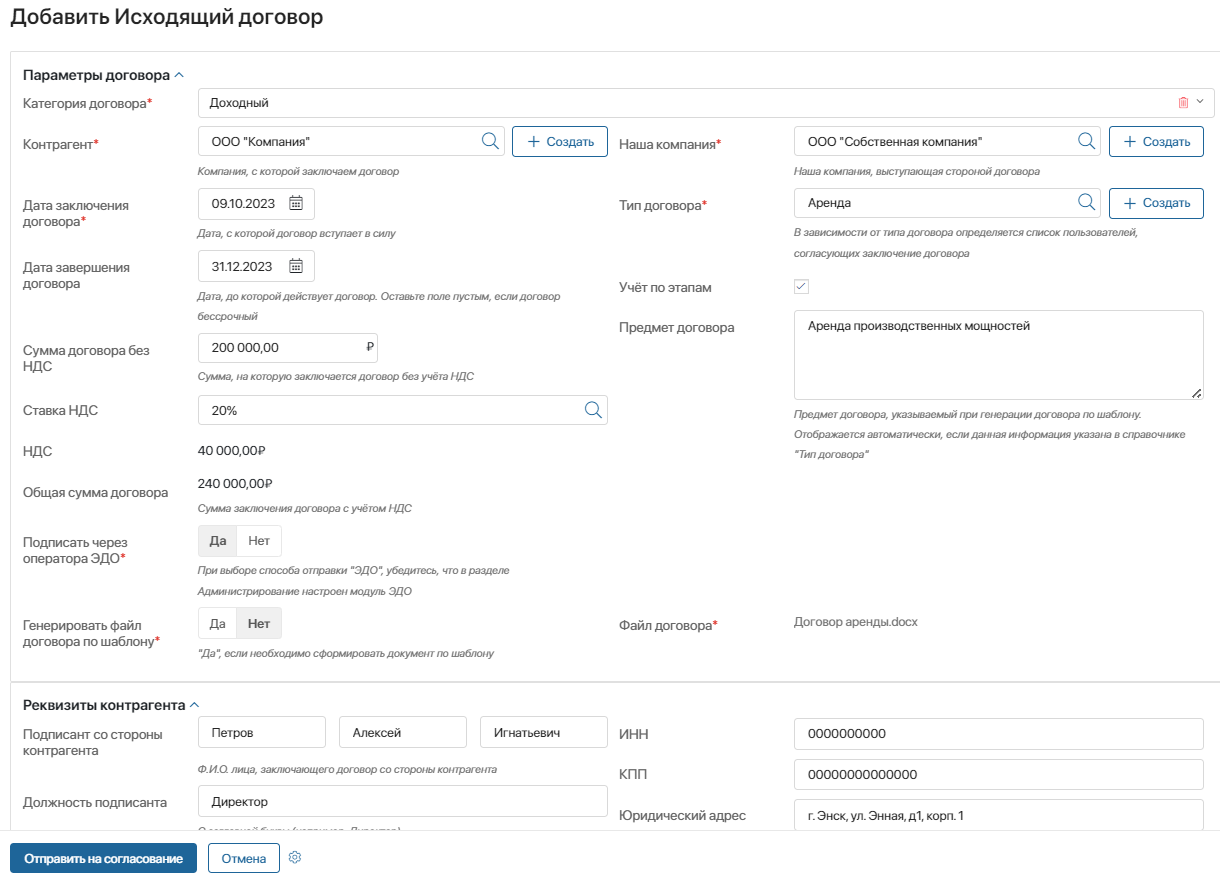 Добавить Исходящий договор
Параметры договора
Категория договора*
Доходный
Контрагент*
ООО "Компания"
Создать
Компания, с которой заключаем договор
Наша компания*
ООО "Собственная компания"
Создать
Наша компания, выступающая стороной договора
Дата заключения
договора*
09.10.2023
Дата, с которой договор вступает в силу
Тип договора*
Аренда
Создать
В зависимости от типа договора определяется список пользователей,
согласующих заключение договора
Дата завершения
договора
31.12.2023
Дата, до которой действует договор. Оставьте поле пустым, если договор
бессрочный
Учёт по этапам
Предмет договора
Аренда производственных мощностей
Предмет договора, указываемый при генерации договора по шаблону.
Отображается автоматически, если данная информация указана в справочнике
"Тип договора"
Сумма договора без
НДС
200 000,00 ₽
Сумма, на которую заключается договор без учёта НДС
Ставка НДС
20%
НДС
40 000,00₽
Общая сумма договора
240 000,00₽
Сумма заключения договора с учётом НДС
Подписать через
оператора ЭДО*
Да Нет
При выборе способа отправки "ЭДО", убедитесь, что в разделе
Администрирование настроен модуль ЭДО
Генерировать файл
договора по шаблону*
Да Нет
"Да", если необходимо сформировать документ по шаблону
Файл договора*
Договор аренды.docx
Реквизиты контрагента
Подписант со стороны
контрагента
Петров Алексей Игнатьевич
Ф.И.О. лица, заключающего договор со стороны контрагента
ИНН
0000000000
КПП
00000000000000
Должность подписанта
Директор
Юридический адрес
г. Энск, ул. Энная, д1, корп. 1
Отправить на согласование
Отмена